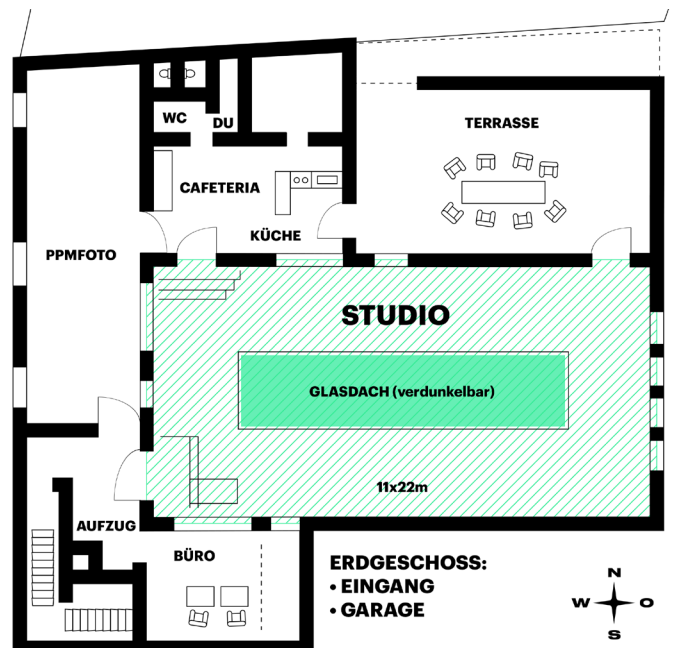 WC
DU
TERRASSE
CAFETERIA
KÜCHE
PPMFOTO
STUDIO
GLASDACH (verdunkelbar)
11x22m
AUFZUG
BÜRO
ERDGESCHOSS:
• EINGANG
• GARAGE
N
W O
S